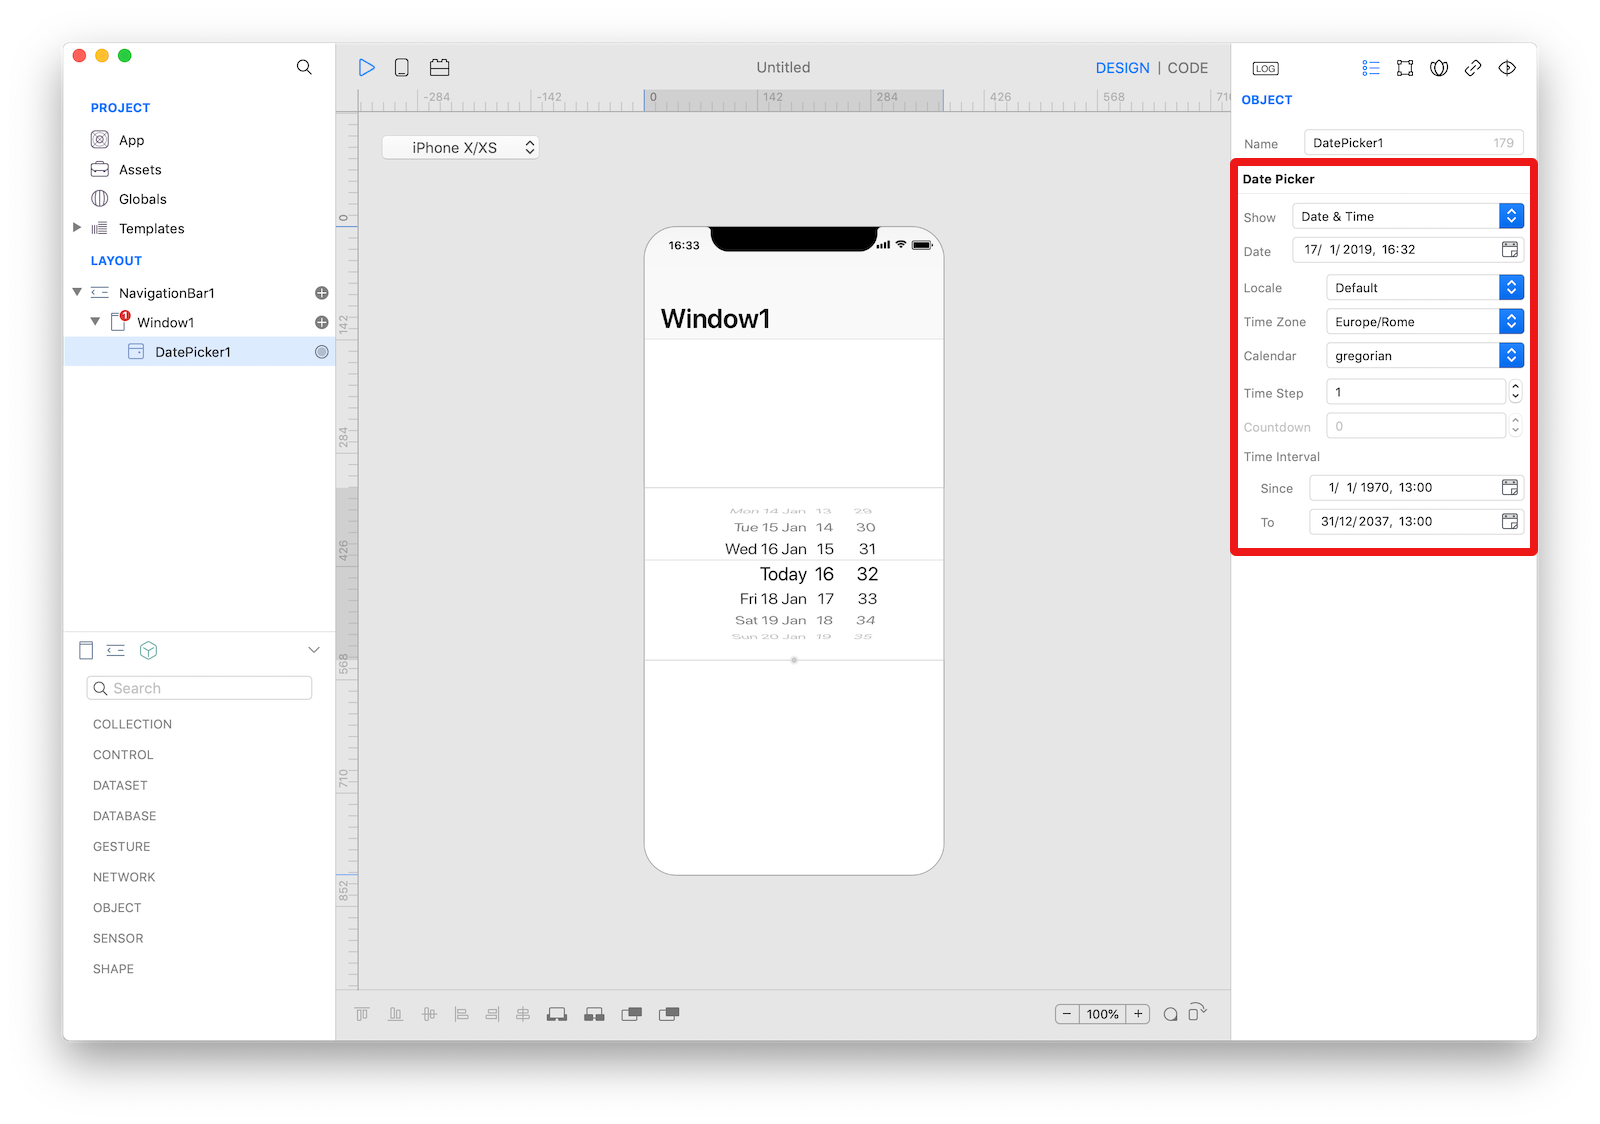 Untitled
DESIGN | CODE
LOG
PROJECT
App
Assets
Globals
Templates
LAYOUT
NavigationBar1
1
Window1
DatePicker1
Search
COLLECTION
CONTROL
DATASET
DATABASE
GESTURE
NETWORK
OBJECT
SENSOR
SHAPE
-284 -142 0 142 284 426 568
0
142
284
426
568
710
852
iPhone X/XS
16:33
Window1
Mon 14 Jan 13 29
Tue 15 Jan 14 30
Wed 16 Jan 15 31
Today 16 32
Fri 18 Jan 17 33
Sat 19 Jan 18 34
Sun 20 Jan 19 35
− 100% +
OBJECT
Name DatePicker1 179
Date Picker
Show Date & Time
Date 17/ 1/ 2019, 16:32
Locale Default
Time Zone Europe/Rome
Calendar gregorian
Time Step 1
Countdown 0
Time Interval
Since 1/ 1/ 1970, 13:00
To 31/12/2037, 13:00